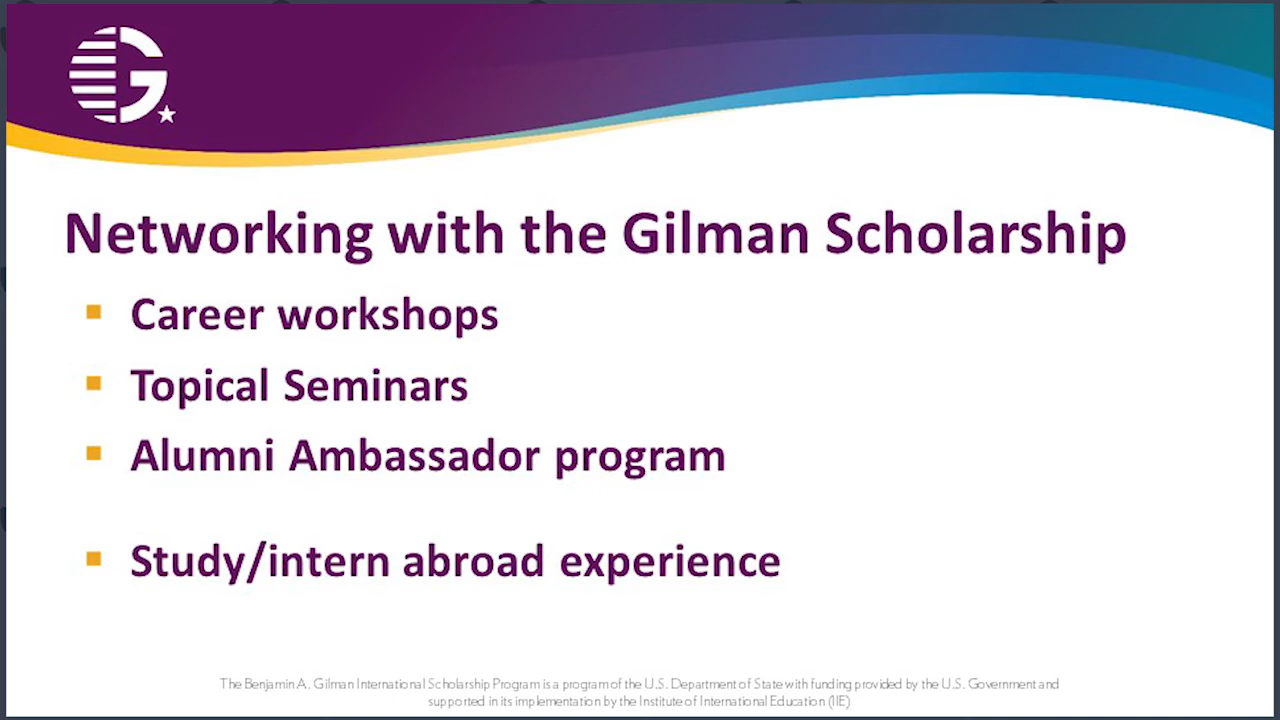 G
Networking with the Gilman Scholarship
Career workshops
Topical Seminars
Alumni Ambassador program
Study/intern abroad experience
The Benjamin A. Gilman International Scholarship Program is a program of the U.S. Department of State with funding provided by the U.S. Government and
supported in its implementation by the Institute of International Education (IIE)